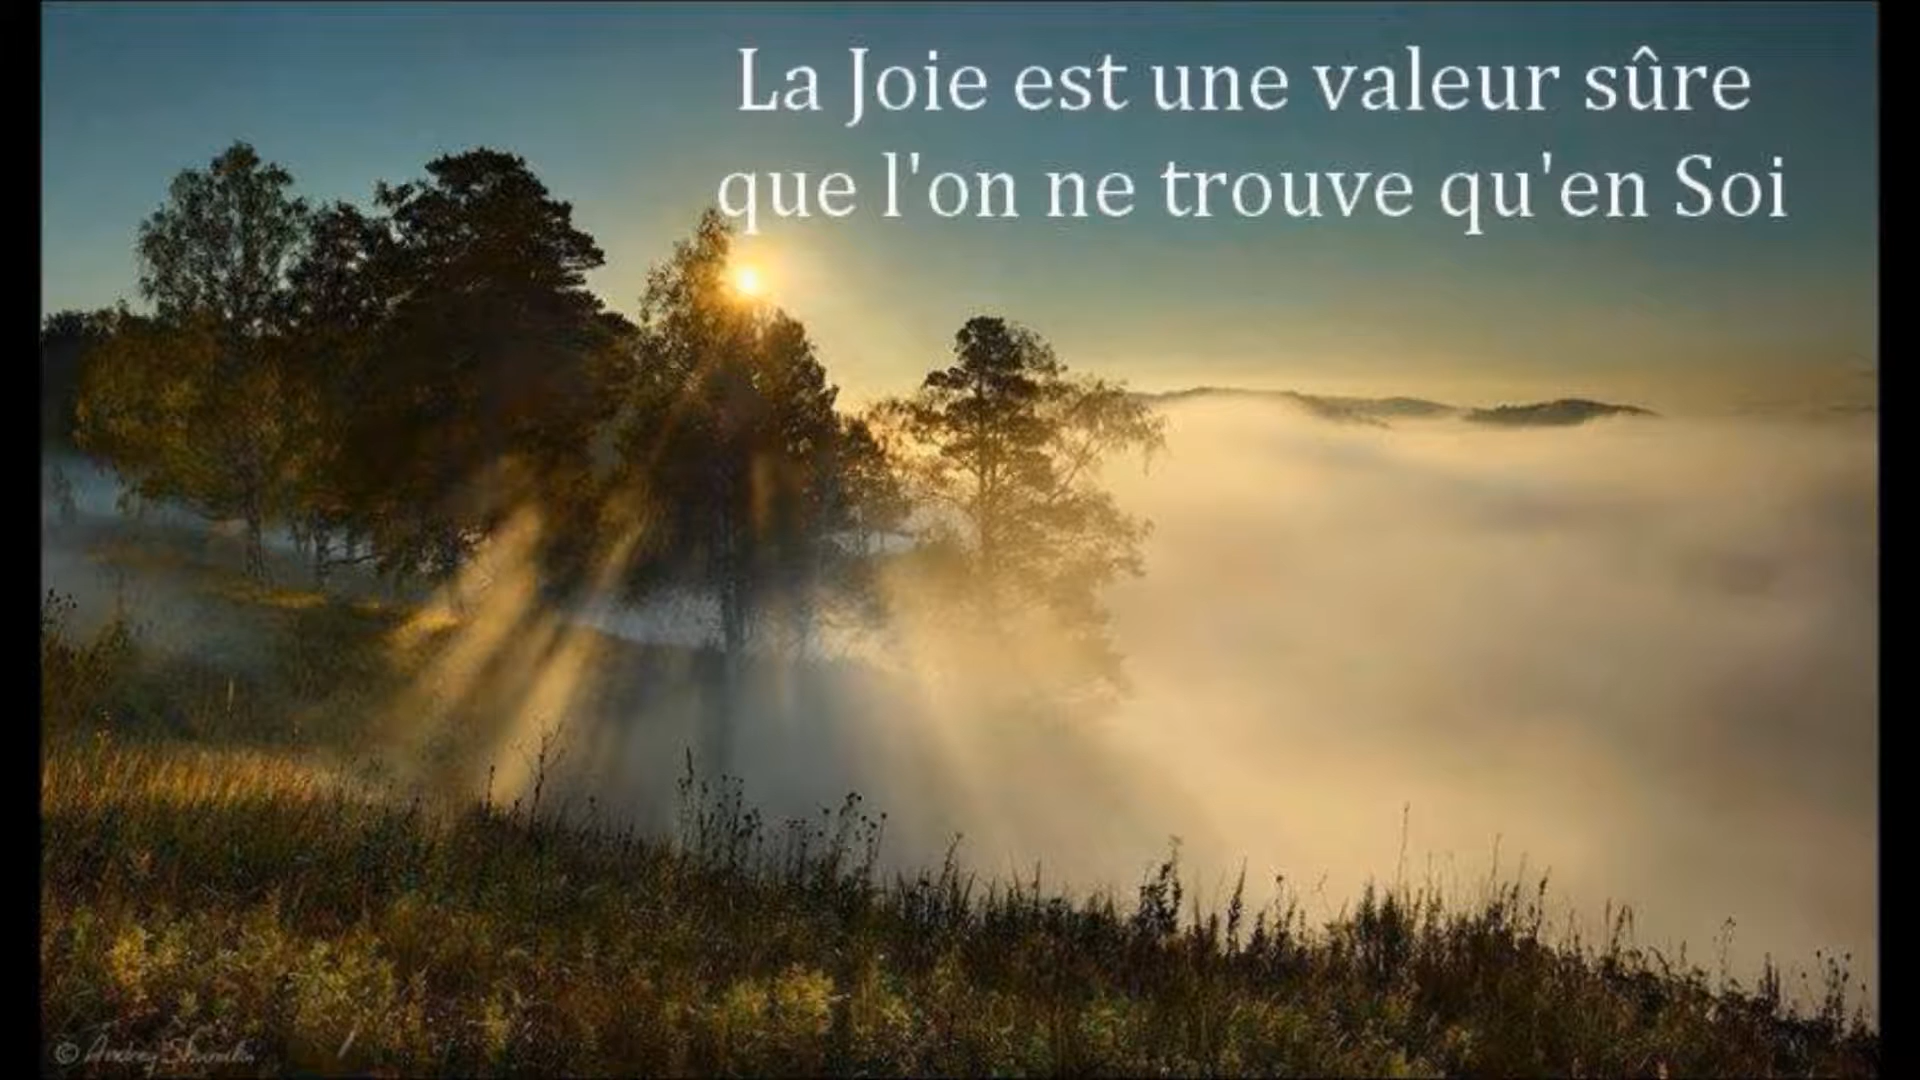 La Joie est une valeur sûre
que l'on ne trouve qu'en Soi
©